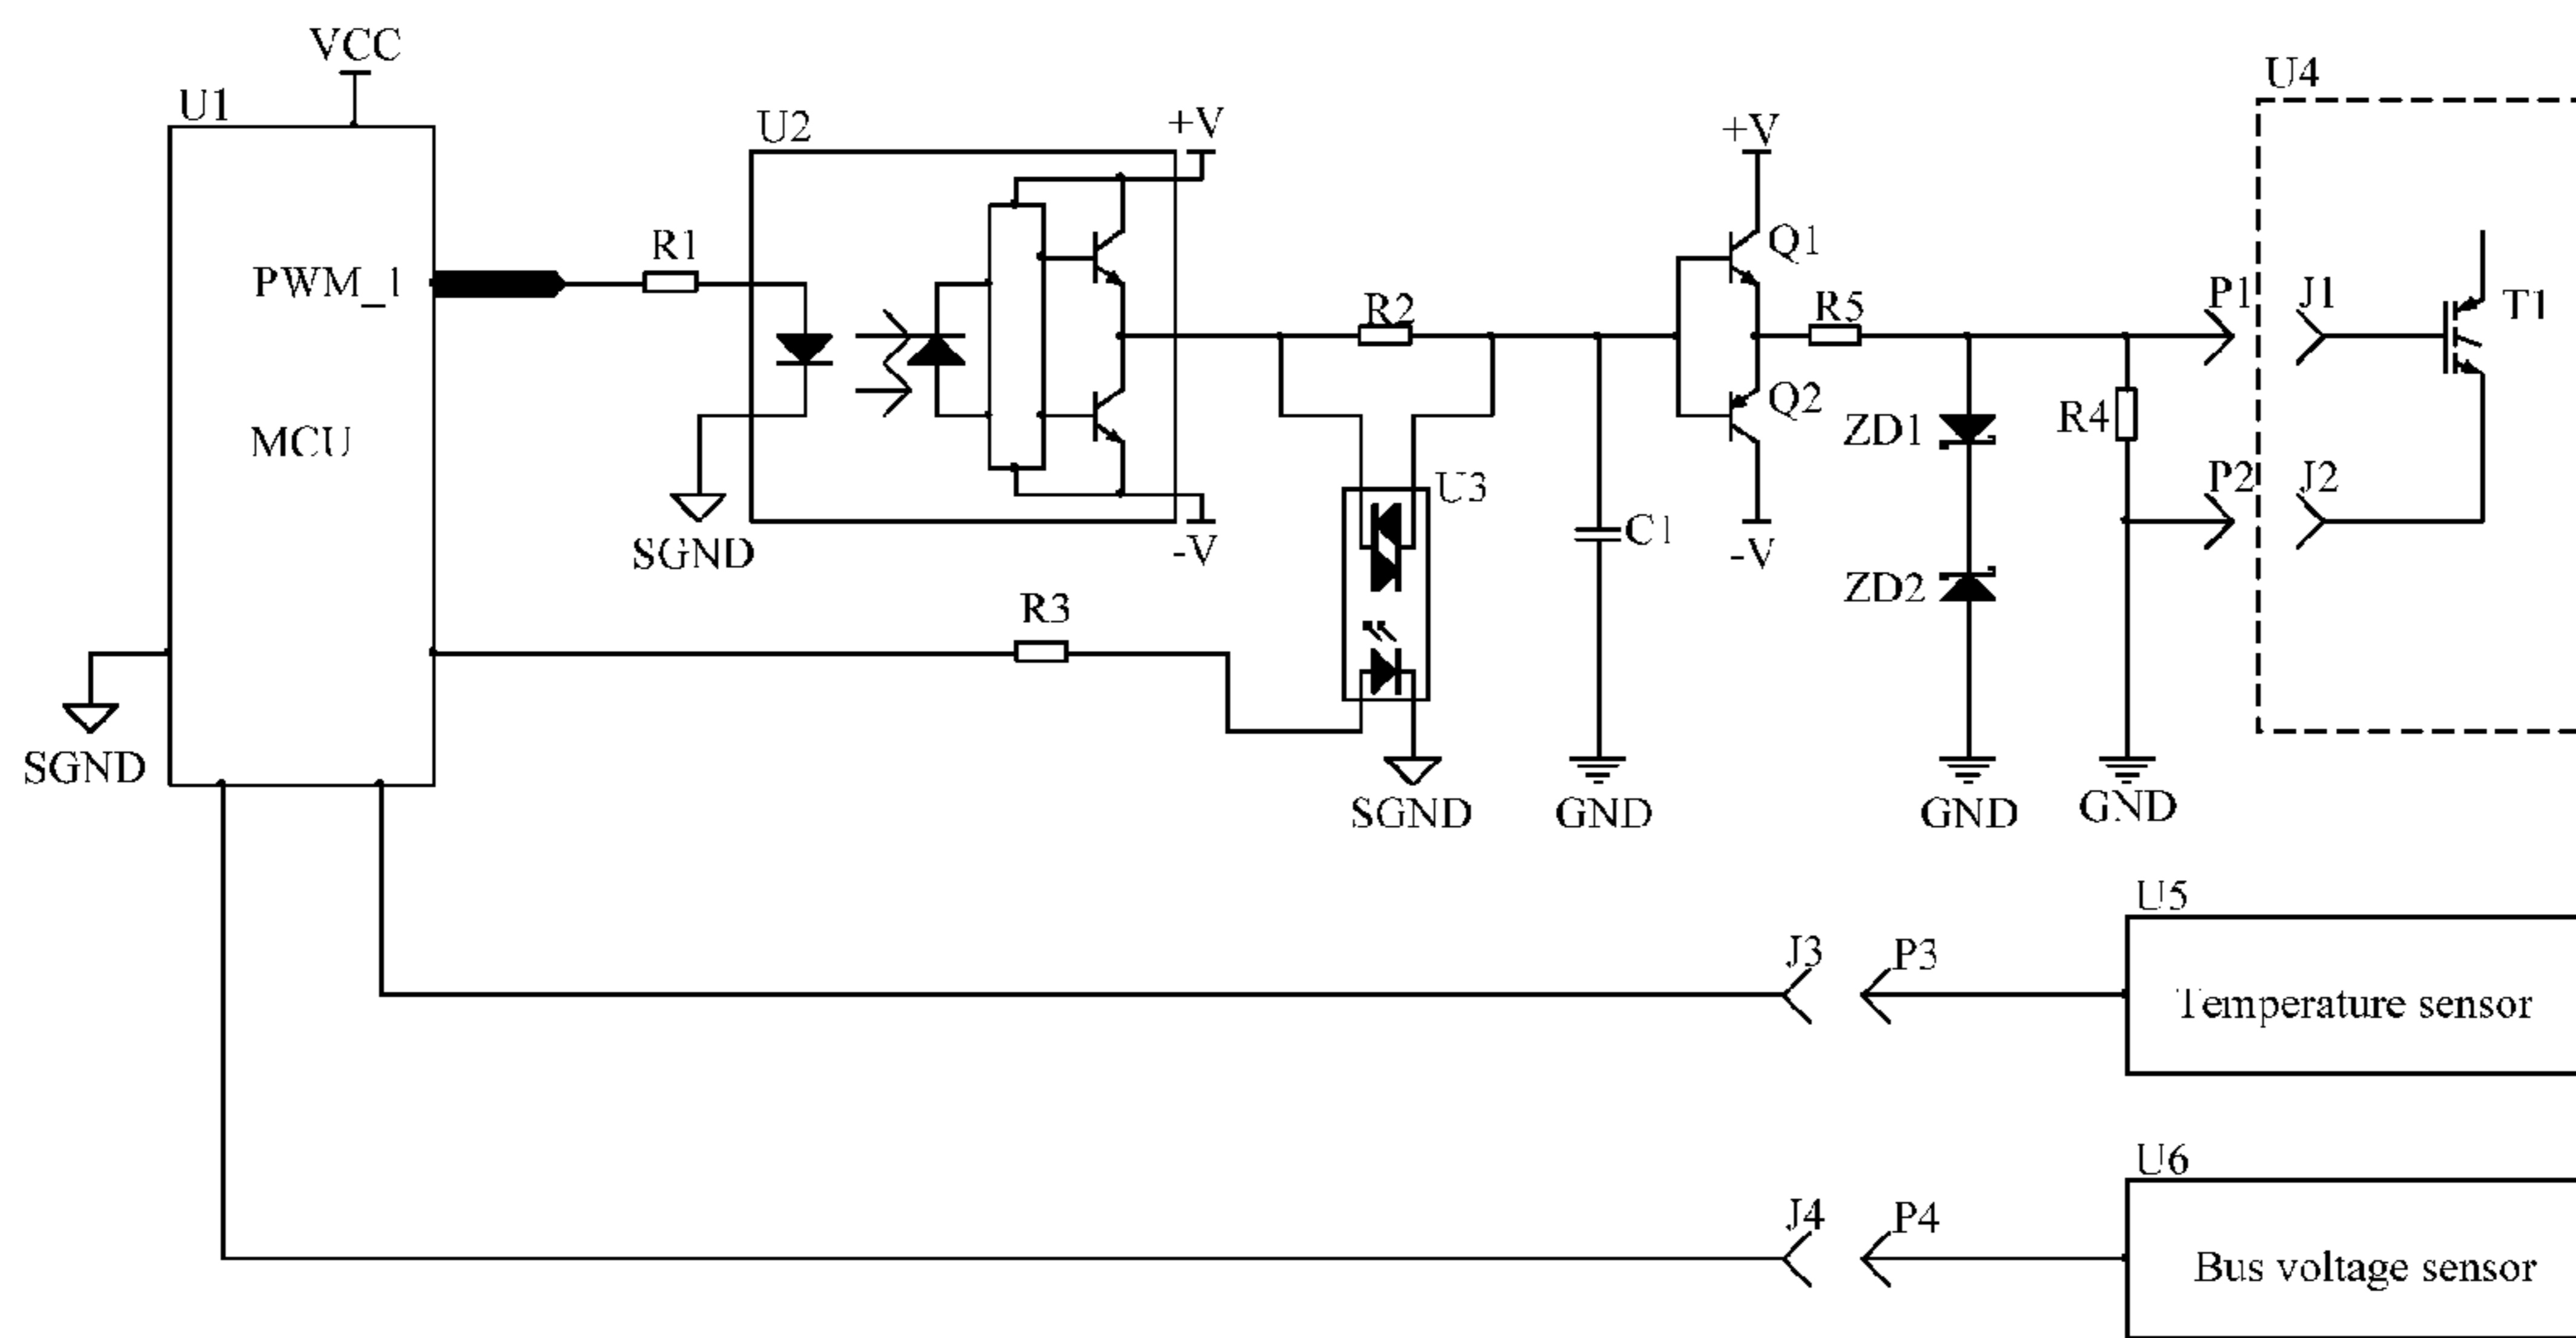 VCC
U1
PWM_1
MCU
SGND
R1
U2
+V
-V
SGND
R3
R2
U3
SGND
C1
GND
+V
Q1
Q2
-V
R5
ZD1
ZD2
GND
R4
GND
P1
P2
U4
J1
J2
T1
J3
P3
U5
Temperature sensor
J4
P4
U6
Bus voltage sensor